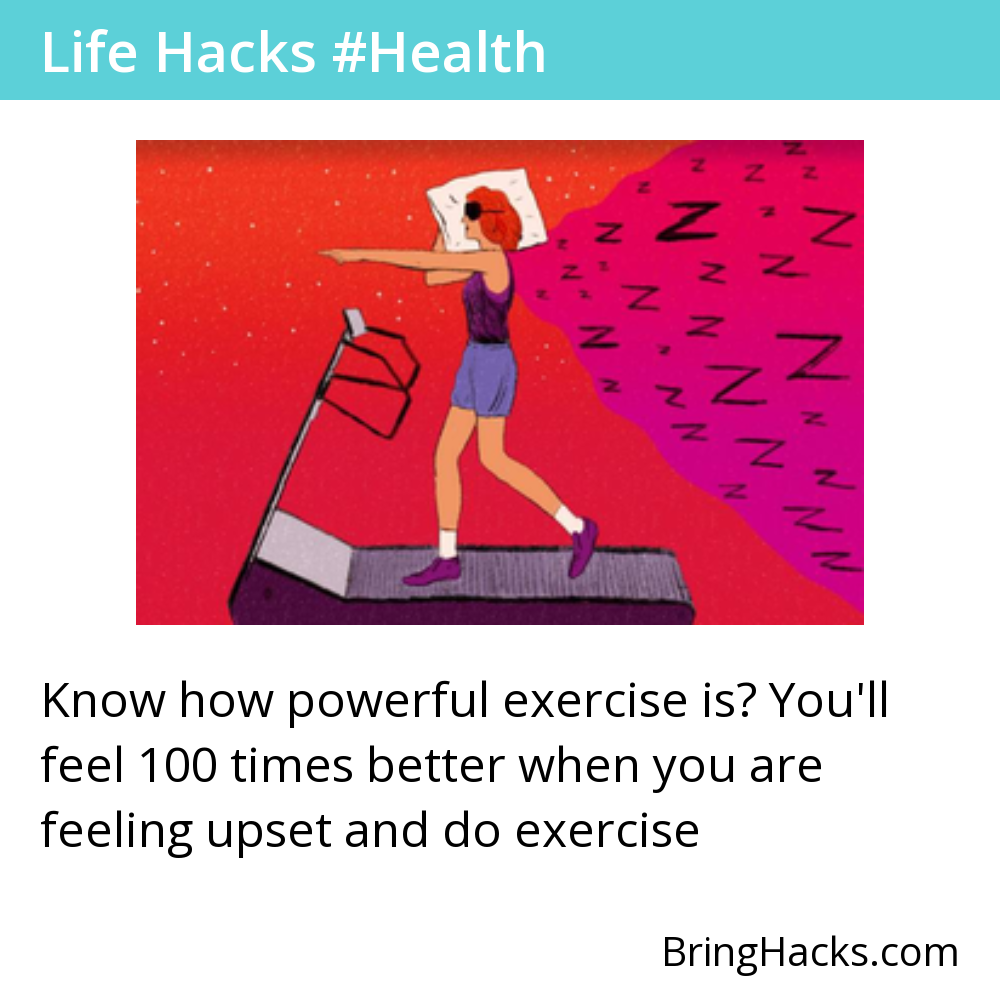 Life Hacks #Health
z
z
z
z
z
z
z
Z
Z
z
z
Z
z
z
z
z
z
Z
z
Z
z
Z
z
Z
z
z
z
z
Z
z
z
z
z
Know how powerful exercise is? You'll
feel 100 times better when you are
feeling upset and do exercise
BringHacks.com